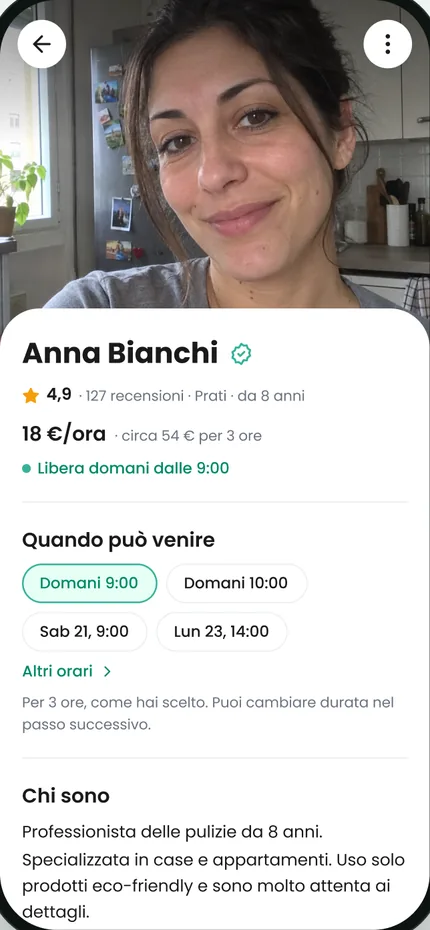 Anna Bianchi
4,9 · 127 recensioni · Prati · da 8 anni
18 €/ora · circa 54 € per 3 ore
Libera domani dalle 9:00
Quando può venire
Domani 9:00 Domani 10:00
Sab 21, 9:00 Lun 23, 14:00
Altri orari
Per 3 ore, come hai scelto. Puoi cambiare durata nel
passo successivo.
Chi sono
Professionista delle pulizie da 8 anni.
Specializzata in case e appartamenti. Uso solo
prodotti eco-friendly e sono molto attenta ai
dettagli.